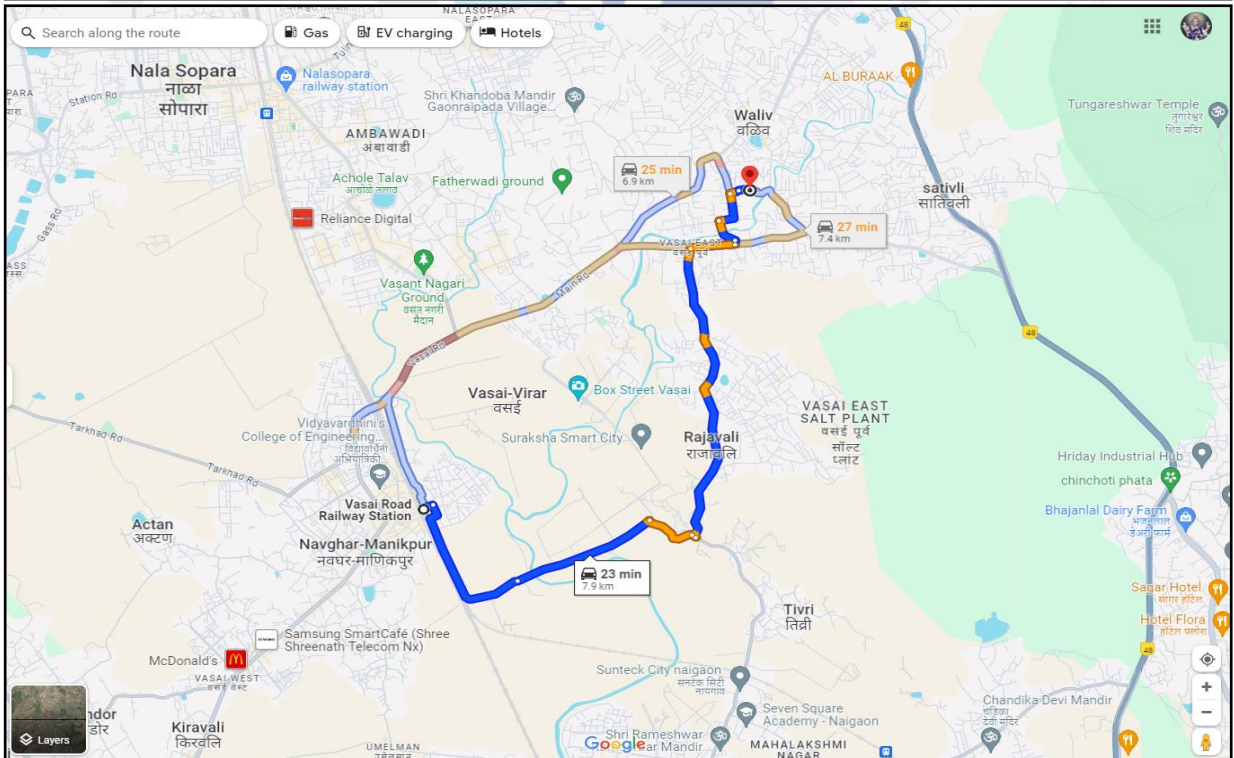 NALASOPARA
EAST
48
Search along the route
Gas
EV charging
Hotels
Nala Sopara
नाळा
सोपारा
Station Rd
Nalasopara
railway station
Shri Khandoba Mandir
Gaonraipada Village...
AL BURAAK
Tungareshwar Temple
तुंगारेश्वर
शिव मंदिर
Waliv
वळिव
AMBAWADI
अंबावाडी
Achole Talav
आचोळे तलाव
Fatherwadi ground
25 min
6.9 km
sativli
सातिवली
Reliance Digital
Gass Rd
27 min
7.4 km
VASAI EAST
वसई पूर्व
Vasant Nagari
Ground
वसंत नगरी
मैदान
Main Rd
Vasai Rd
48
Vasai-Virar
वसई
Box Street Vasai
VASAI EAST
SALT PLANT
वसई पूर्व
सॉल्ट
प्लांट
Vidyavardhini's
College of Engineering...
विद्यावर्धिनी
अभियांत्रिकी...
Tarkhad Rd
Tarkhad Rd
Suraksha Smart City
Rajavali
राजावलि
Hriday Industrial Hub
chinchoti phata
Vasai Road
Railway Station
Bhajanlal Dairy Farm
भजनलाल
डेअरी फार्म
Actan
अक्टण
Navghar-Manikpur
नवघर-माणिकपुर
23 min
7.9 km
Sagar Hotel
सागर हॉटेल
Hotel Flora
हॉटेल फ्लोरा
Tivri
तिव्री
Samsung SmartCafé (Shree
Shreenath Telecom Nx)
McDonald's
VASAI WEST
वसई वेस्ट
48
Sunteck City naigaon
सनटेक सिटी
नायगाव
Layers
Kiravali
किरवलि
Seven Square
Academy - Naigaon
Chandika Devi Mandir
चंडिका
देवी मंदिर
Shri Rameshwar
Mandir
Google
UMELMAN
MAHALAKSHMI
NAGAR